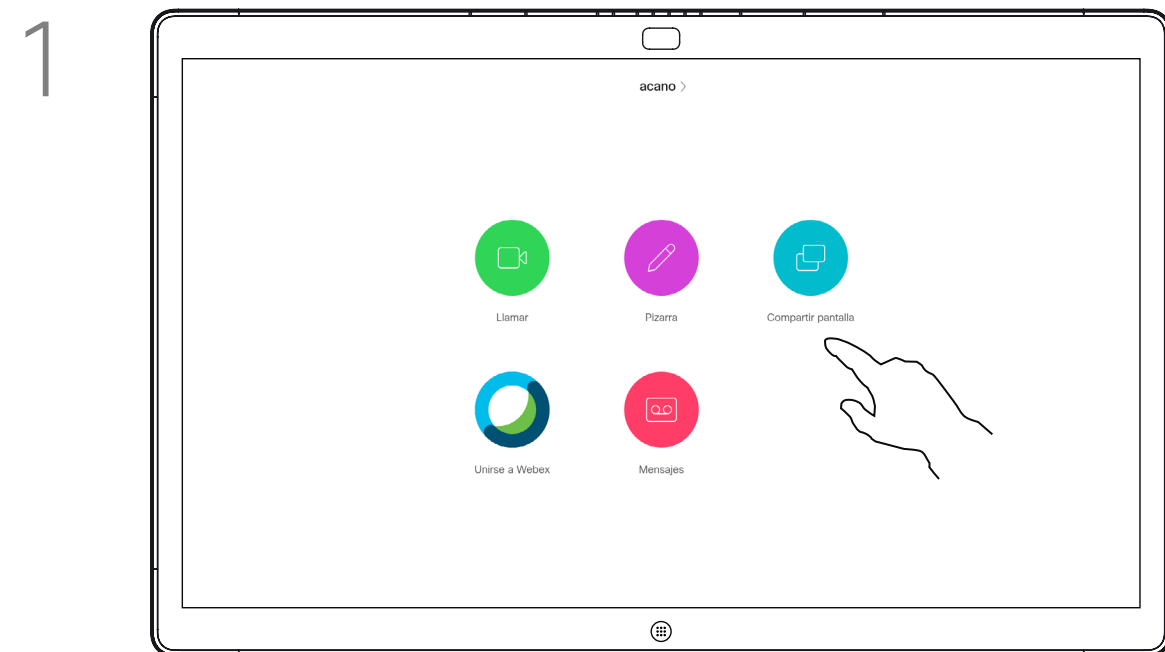 1
acano
Llamar
Pizarra
Compartir pantalla
Unirse a Webex
Mensajes